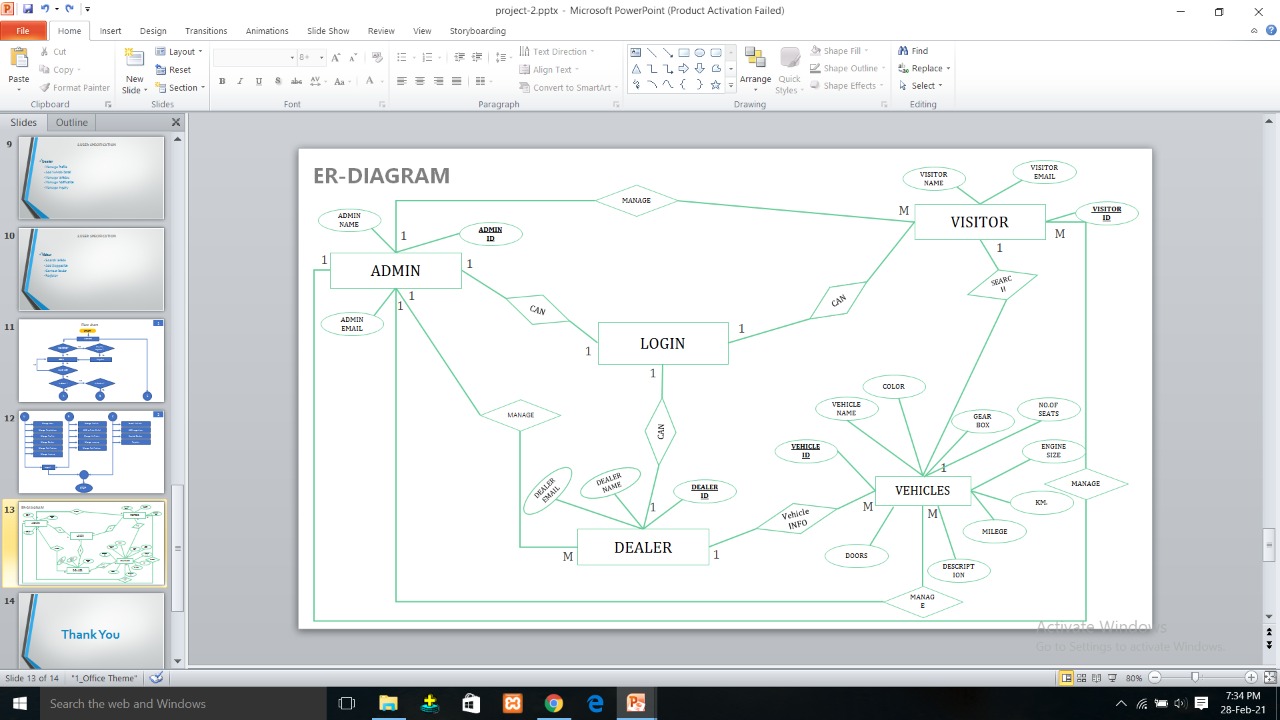 project-2.pptx - Microsoft PowerPoint (Product Activation Failed)
File Home Insert Design Transitions Animations Slide Show Review View Storyboarding
Paste
Cut
Copy
Format Painter
Clipboard
New
Slide
Layout
Reset
Section
Slides
8+
B I U S abc AV Aa A
Font
Text Direction
Align Text
Convert to SmartArt
Paragraph
Arrange
Quick
Styles
Shape Fill
Shape Outline
Shape Effects
Drawing
Find
Replace
Select
Editing
Slides Outline
9
10
11
12
13
14
Thank You
ER-DIAGRAM
MANAGE
VISITOR
NAME
VISITOR
EMAIL
VISITOR
ID
M
VISITOR
M
1
ADMIN
NAME
ADMIN
ID
1
1
ADMIN
1
1
1
ADMIN
EMAIL
CAN
CAN
SEARC
H
1
LOGIN
1
1
MANAGE
CAN
COLOR
VEHICLE
NAME
GEAR
BOX
NO.OF
SEATS
VEHICLE
ID
ENGINE
SIZE
1
DEALER
EMAIL
DEALER
NAME
DEALER
ID
VEHICLES
MANAGE
KM.
M
M
1
Vehicle
INFO
MILEGE
M
DEALER
1
DOORS
DESCRIPT
ION
MANAG
E
Activate Windows
Go to Settings to activate Windows.
Slide 13 of 14 "1_Office Theme" 80%
Search the web and Windows
7:34 PM
28-Feb-21